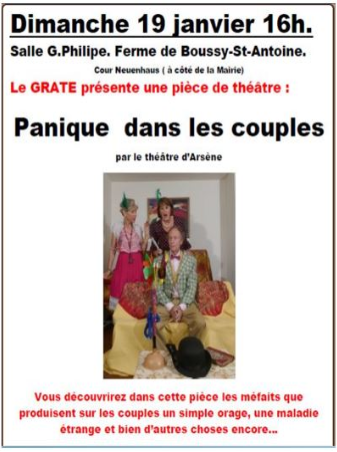 Dimanche 19 janvier 16h.
Salle G.Philipe. Ferme de Boussy-St-Antoine.
Cour Neuenhaus ( à côté de la Mairie)
Le GRATE présente une pièce de théâtre :
Panique dans les couples
par le théâtre d'Arsène
Vous découvrirez dans cette pièce les méfaits que
produisent sur les couples un simple orage, une maladie
étrange et bien d'autres choses encore...